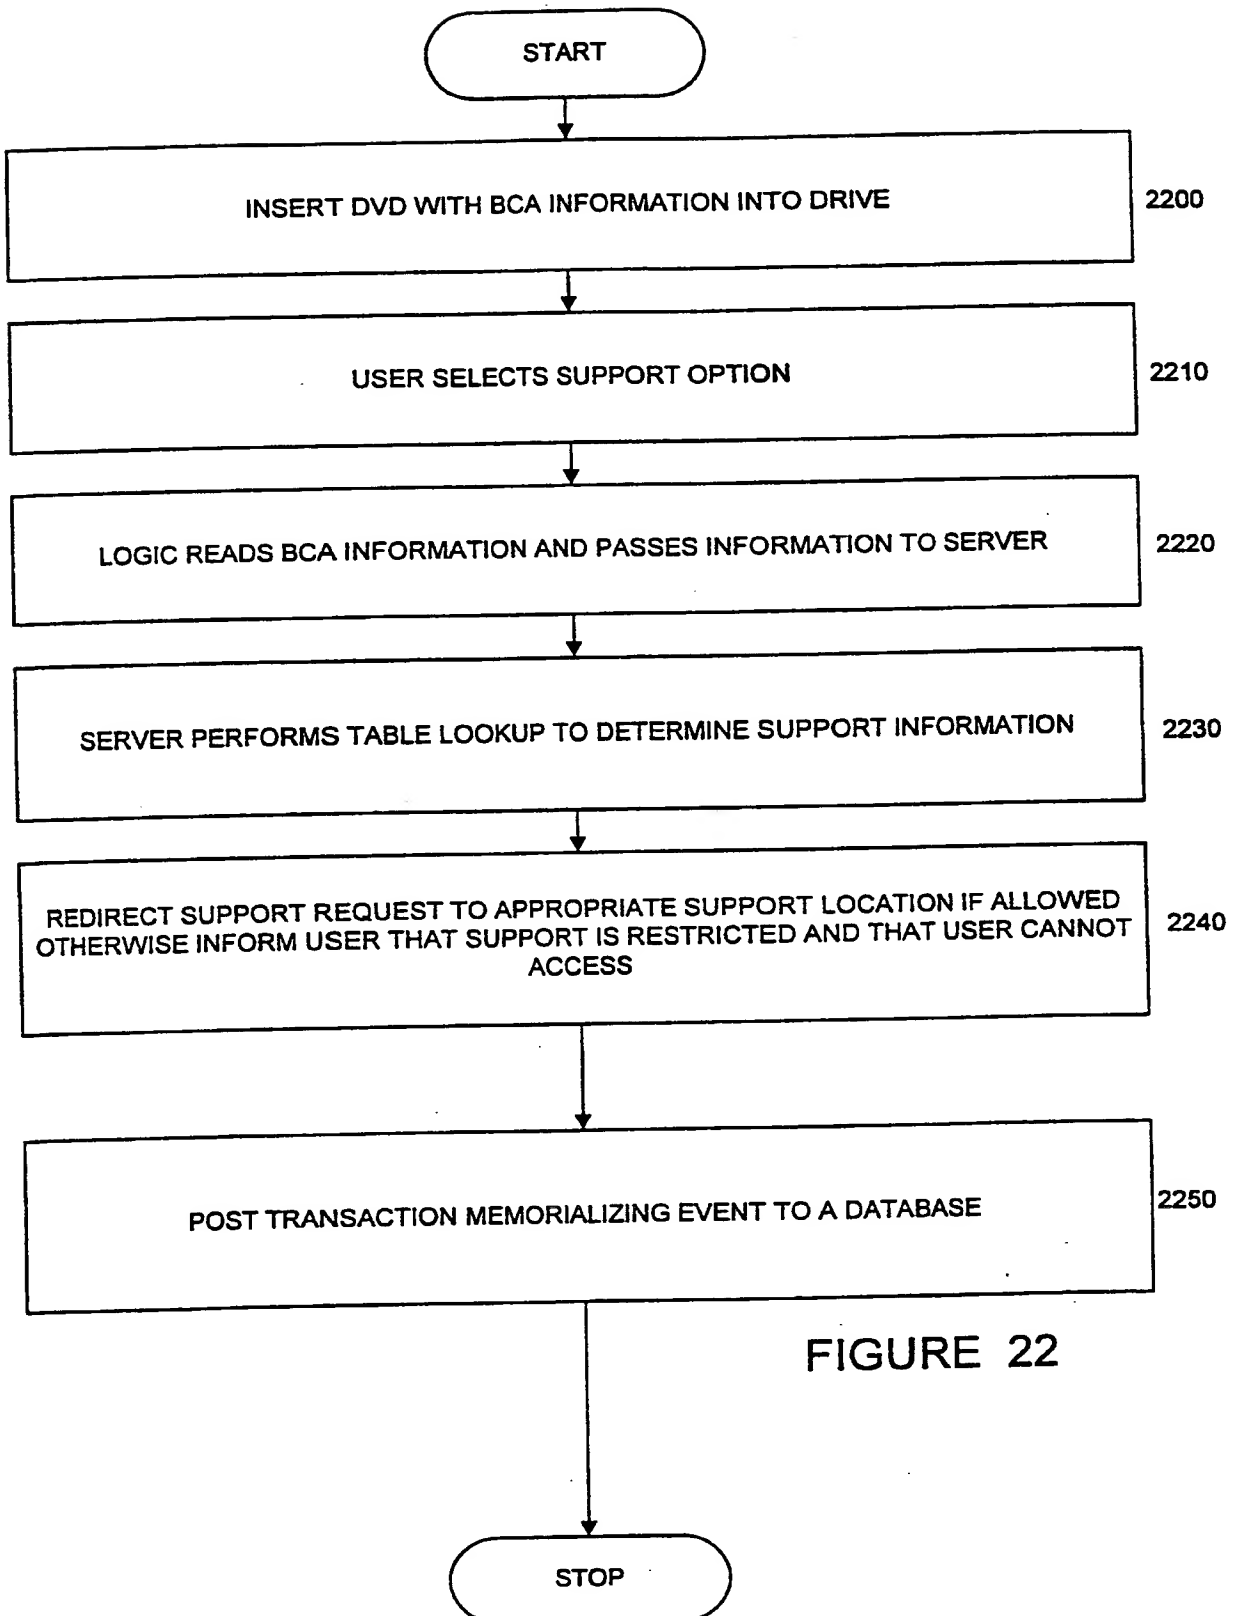 START
INSERT DVD WITH BCA INFORMATION INTO DRIVE
2200
USER SELECTS SUPPORT OPTION
2210
LOGIC READS BCA INFORMATION AND PASSES INFORMATION TO SERVER
2220
SERVER PERFORMS TABLE LOOKUP TO DETERMINE SUPPORT INFORMATION
2230
REDIRECT SUPPORT REQUEST TO APPROPRIATE SUPPORT LOCATION IF ALLOWED
OTHERWISE INFORM USER THAT SUPPORT IS RESTRICTED AND THAT USER CANNOT
ACCESS
2240
POST TRANSACTION MEMORIALIZING EVENT TO A DATABASE
2250
FIGURE 22
STOP